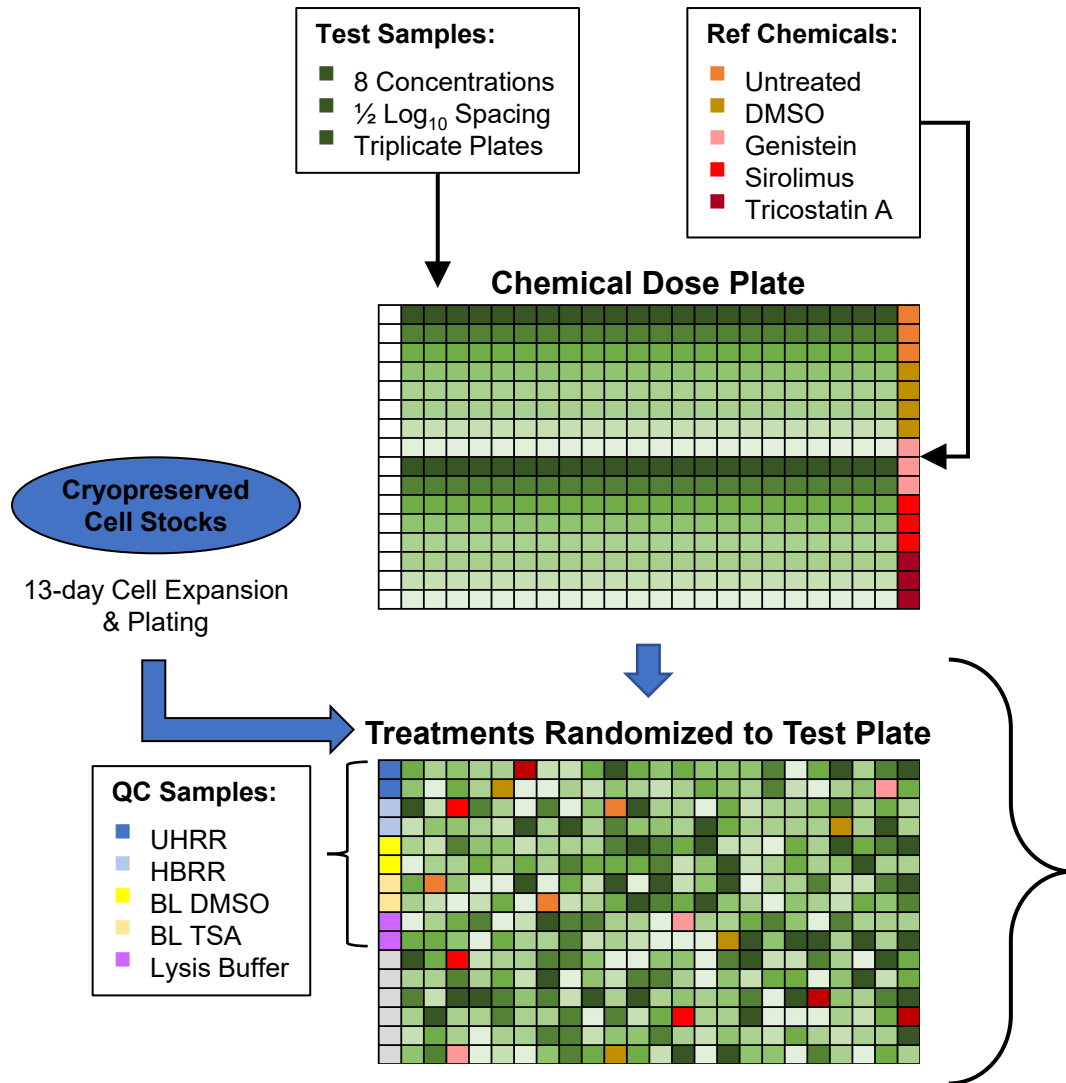 Test Samples:
8 Concentrations
½ Log₁₀ Spacing
Triplicate Plates
Ref Chemicals:
Untreated
DMSO
Genistein
Sirolimus
Tricostatin A
Chemical Dose Plate
Cryopreserved
Cell Stocks
13-day Cell Expansion
& Plating
Treatments Randomized to Test Plate
QC Samples:
UHRR
HBRR
BL DMSO
BL TSA
Lysis Buffer